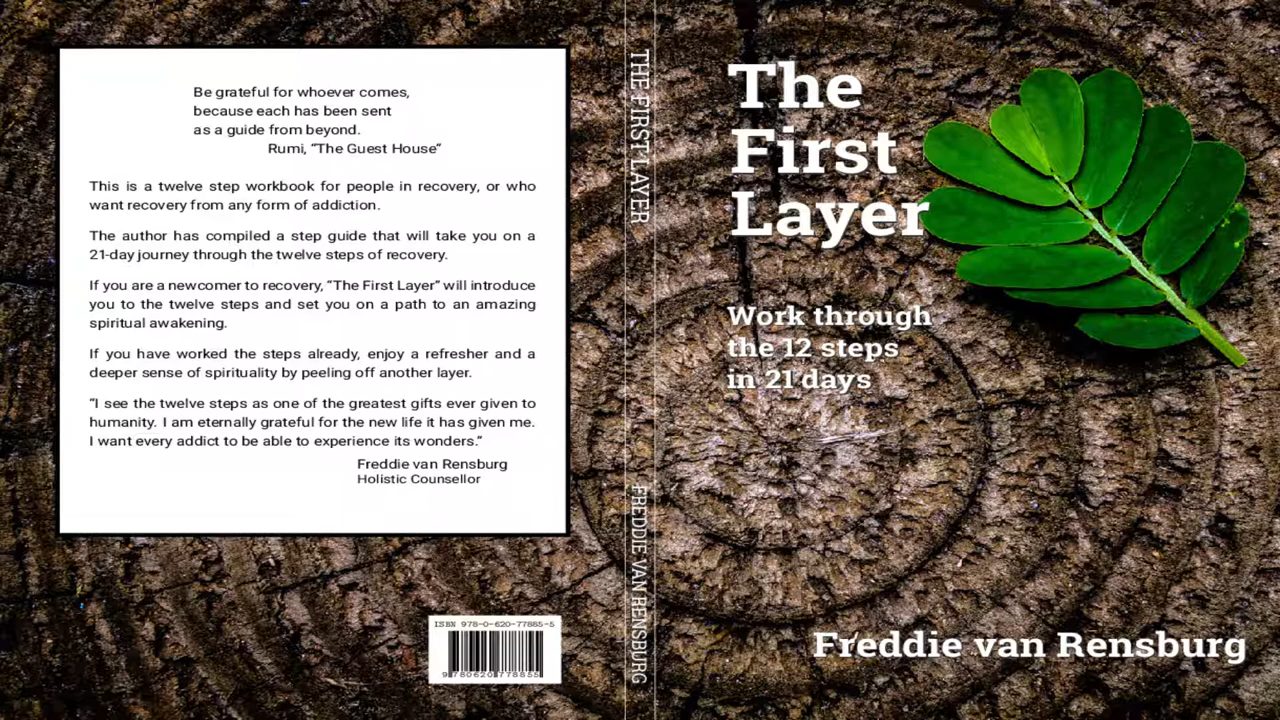 Be grateful for whoever comes,
because each has been sent
as a guide from beyond.
Rumi, “The Guest House”
This is a twelve step workbook for people in recovery, or who
want recovery from any form of addiction.
The author has compiled a step guide that will take you on a
21-day journey through the twelve steps of recovery.
If you are a newcomer to recovery, “The First Layer” will introduce
you to the twelve steps and set you on a path to an amazing
spiritual awakening.
If you have worked the steps already, enjoy a refresher and a
deeper sense of spirituality by peeling off another layer.
“I see the twelve steps as one of the greatest gifts ever given to
humanity. I am eternally grateful for the new life it has given me.
I want every addict to be able to experience its wonders.“
Freddie van Rensburg
Holistic Counsellor
ISBN 978-0-620-77885-5
9 780620 778855
THE FIRST LAYER
FREDDIE VAN RENSBURG
The
First
Layer
Work through
the 12 steps
in 21 days
Freddie van Rensburg